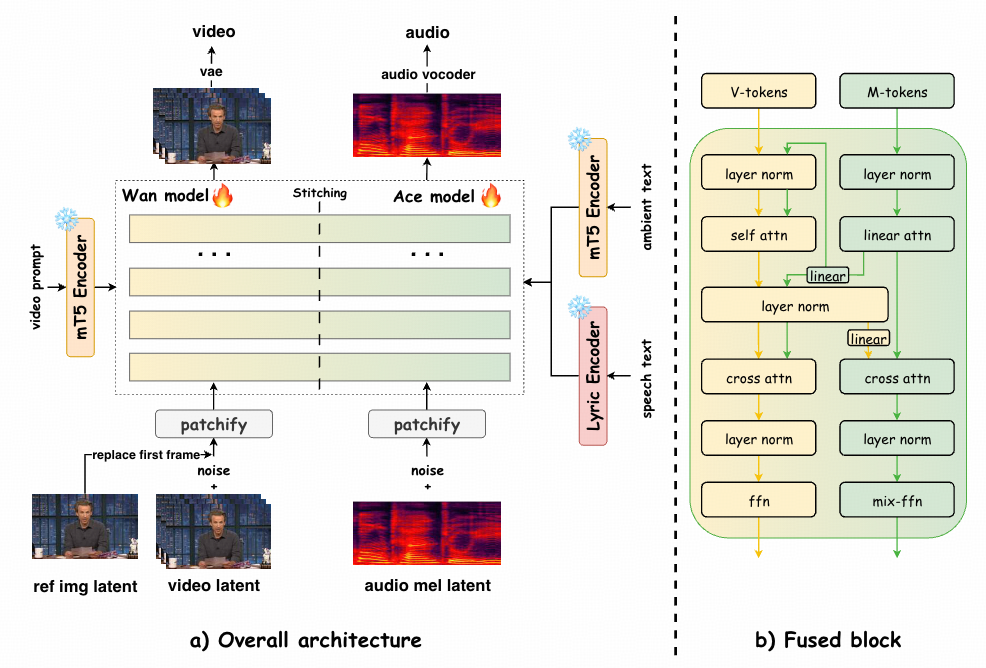 video
audio
vae
audio vocoder
Wan model
Stitching
Ace model
. . .
. . .
video prompt
mT5 Encoder
mT5 Encoder
ambient text
Lyric Encoder
speech text
patchify
patchify
replace first frame
noise
+
noise
+
ref img latent
video latent
audio mel latent
a) Overall architecture
V-tokens
M-tokens
layer norm
layer norm
self attn
linear attn
linear
layer norm
linear
cross attn
cross attn
layer norm
layer norm
ffn
mix-ffn
b) Fused block